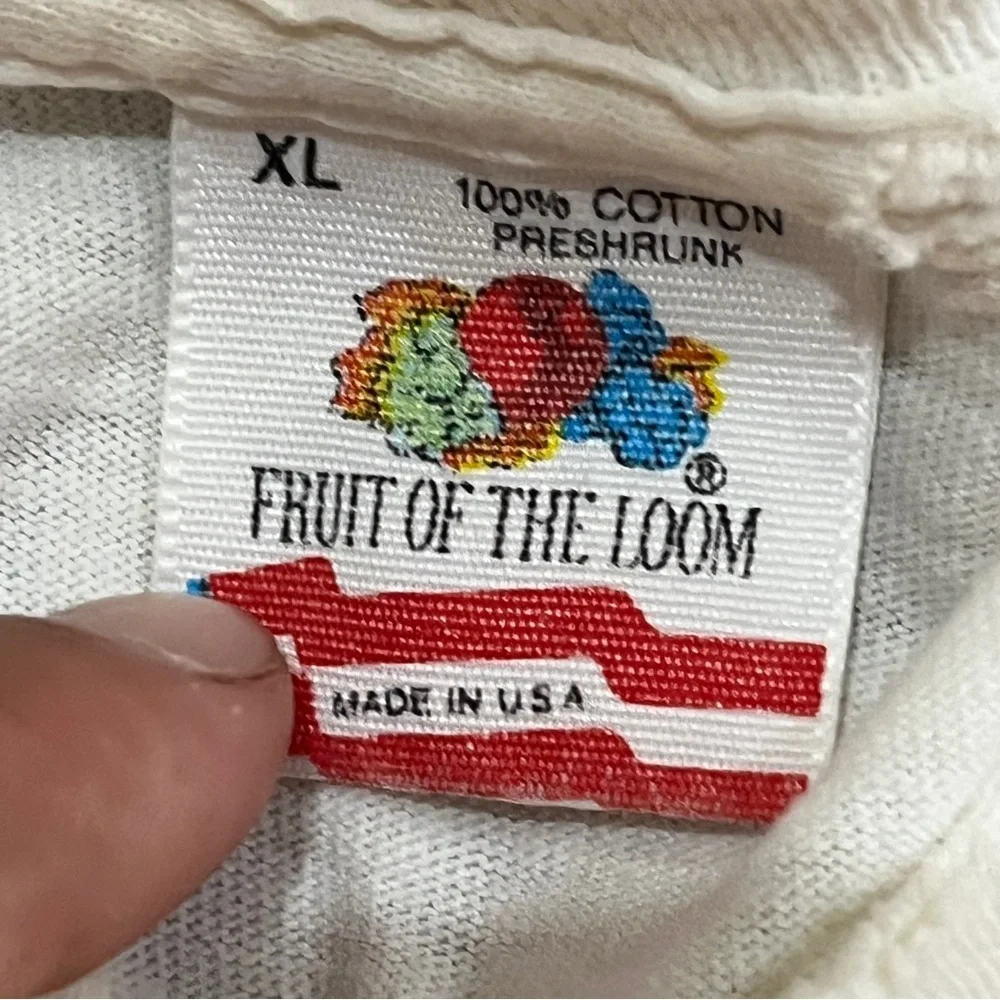 XL
100% COTTON
PRESHRUNK
®
FRUIT OF THE LOOM
MADE IN USA